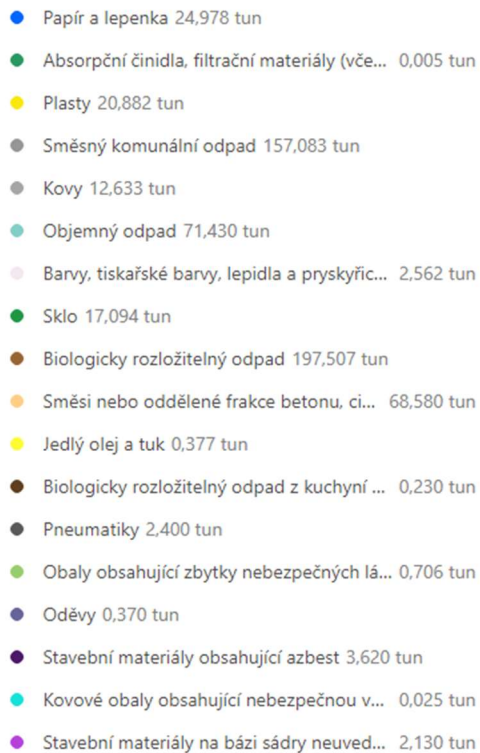 Papír a lepenka 24,978 tun
Absorpční činidla, filtrační materiály (vče... 0,005 tun
Plasty 20,882 tun
Směsný komunální odpad 157,083 tun
Kovy 12,633 tun
Objemný odpad 71,430 tun
Barvy, tiskařské barvy, lepidla a pryskyřic... 2,562 tun
Sklo 17,094 tun
Biologicky rozložitelný odpad 197,507 tun
Směsi nebo oddělené frakce betonu, ci... 68,580 tun
Jedlý olej a tuk 0,377 tun
Biologicky rozložitelný odpad z kuchyní ... 0,230 tun
Pneumatiky 2,400 tun
Obaly obsahující zbytky nebezpečných lá... 0,706 tun
Oděvy 0,370 tun
Stavební materiály obsahující azbest 3,620 tun
Kovové obaly obsahující nebezpečnou v... 0,025 tun
Stavební materiály na bázi sádry neuved... 2,130 tun